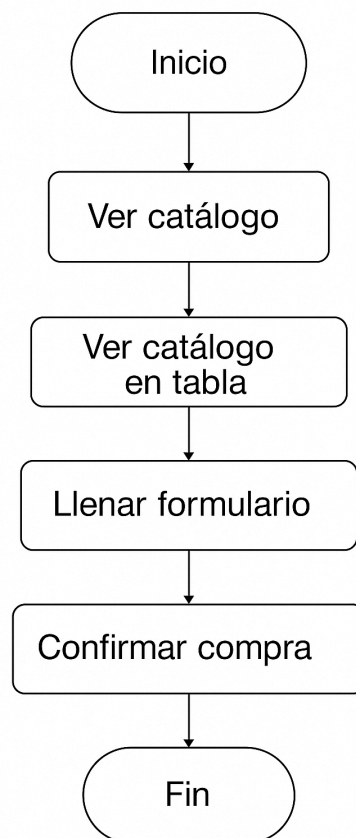 Inicio
Ver catálogo
Ver catálogo
en tabla
Llenar formulario
Confirmar compra
Fin